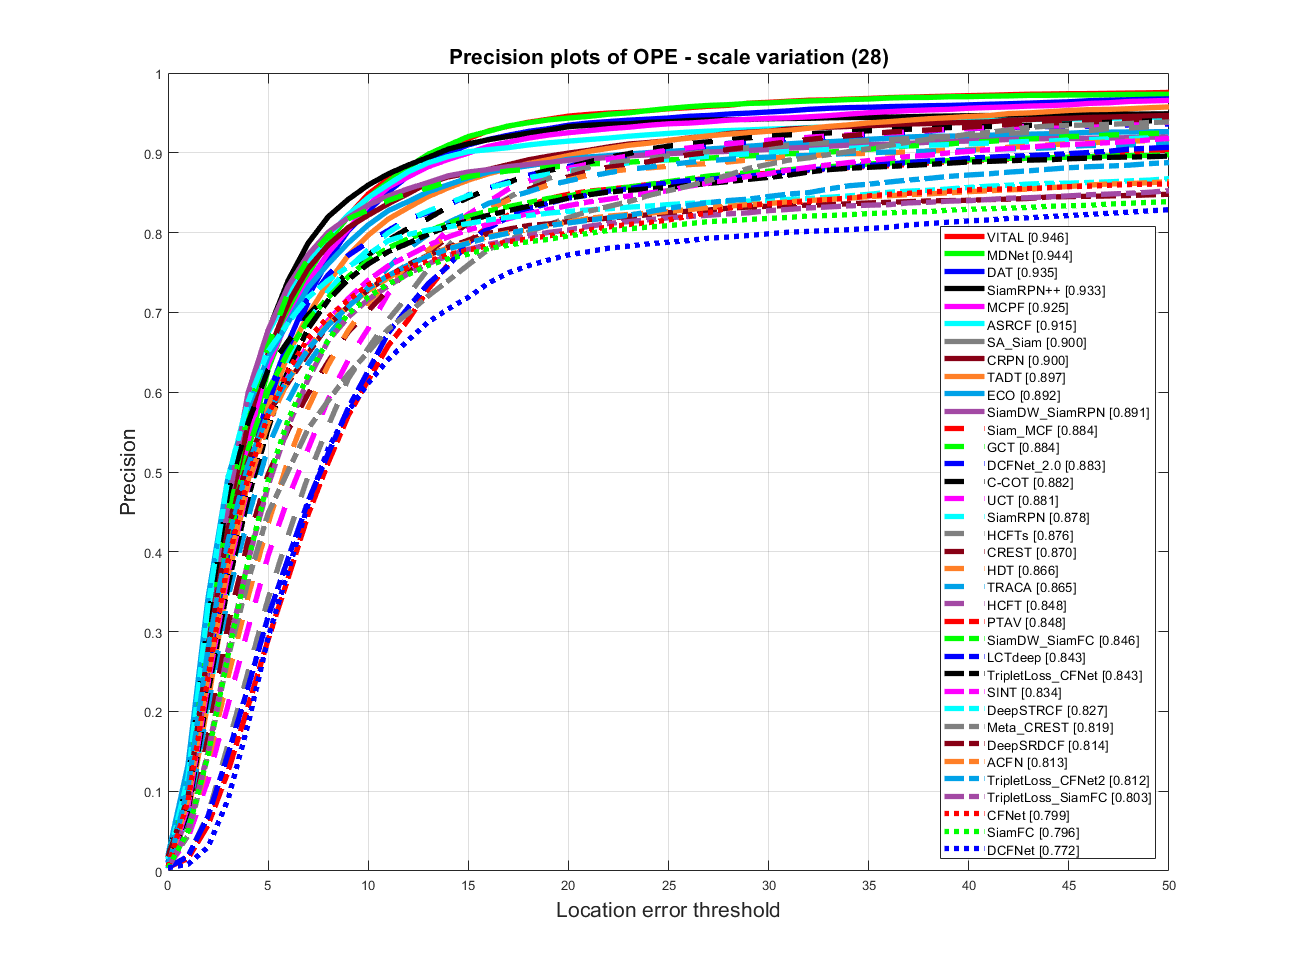 Precision plots of OPE - scale variation (28)
1
0.9
0.8
0.7
0.6
0.5
0.4
0.3
0.2
0.1
0
Precision
VITAL [0.946]
MDNet [0.944]
DAT [0.935]
SiamRPN++ [0.933]
MCPF [0.925]
ASRCF [0.915]
SA_Siam [0.900]
CRPN [0.900]
TADT [0.897]
ECO [0.892]
SiamDW_SiamRPN [0.891]
Siam_MCF [0.884]
GCT [0.884]
DCFNet_2.0 [0.883]
C-COT [0.882]
UCT [0.881]
SiamRPN [0.878]
HCFTs [0.876]
CREST [0.870]
HDT [0.866]
TRACA [0.865]
HCFT [0.848]
PTAV [0.848]
SiamDW_SiamFC [0.846]
LCTdeep [0.843]
TripletLoss_CFNet [0.843]
SINT [0.834]
DeepSTRCF [0.827]
Meta_CREST [0.819]
DeepSRDCF [0.814]
ACFN [0.813]
TripletLoss_CFNet2 [0.812]
TripletLoss_SiamFC [0.803]
CFNet [0.799]
SiamFC [0.796]
DCFNet [0.772]
0 5 10 15 20 25 30 35 40 45 50
Location error threshold